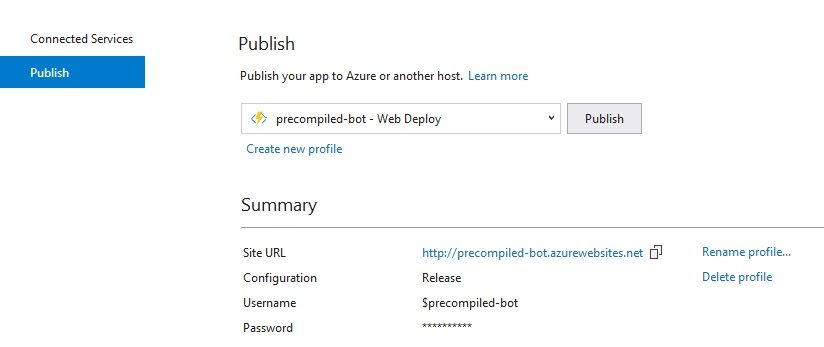 Connected Services
Publish
Publish
Publish your app to Azure or another host. Learn more
precompiled-bot - Web Deploy
Publish
Create new profile
Summary
Site URL http://precompiled-bot.azurewebsites.net Rename profile...
Configuration Release Delete profile
Username $precompiled-bot
Password **********